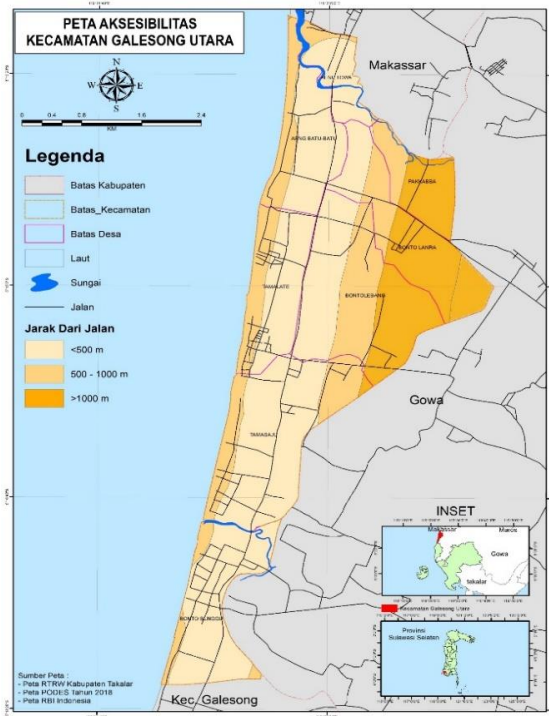 PETA AKSESIBILITAS
KECAMATAN GALESONG UTARA
N
W E
S
0 0.4 0.8 1.6 2.4
KM
Legenda
Batas Kabupaten
Batas_Kecamatan
Batas Desa
Laut
Sungai
Jalan
Jarak Dari Jalan
<500 m
500 - 1000 m
>1000 m
Makassar
AENG BATU-BATU
PAKKABBA
BONTO LANRA
TAMALATE
BONTOLEBANG
Gowa
TAMASAJU
BONTO SUNGGU
Kec. Galesong
INSET
Makassar
Maros
Gowa
takalar
Kecamatan Galesong Utara
Provinsi
Sulawesi Selatan
Sumber Peta :
- Peta RTRW Kabupaten Takalar
- Peta PODES Tahun 2018
- Peta RBI Indonesia